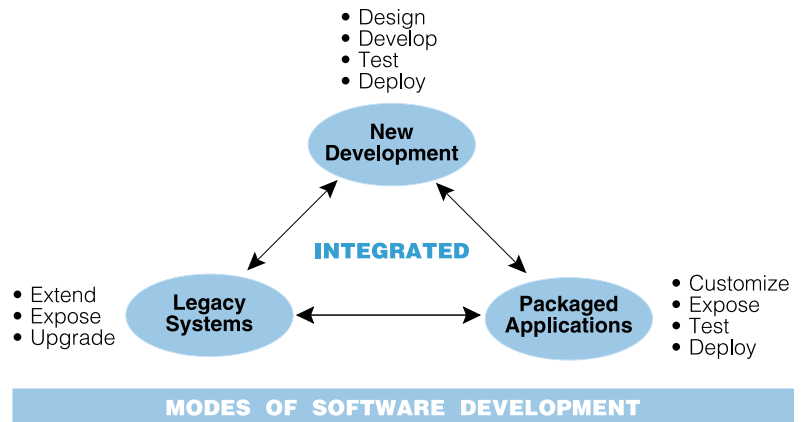 • Design
• Develop
• Test
• Deploy
New
Development
INTEGRATED
• Extend
• Expose
• Upgrade
Legacy
Systems
Packaged
Applications
• Customize
• Expose
• Test
• Deploy
MODES OF SOFTWARE DEVELOPMENT